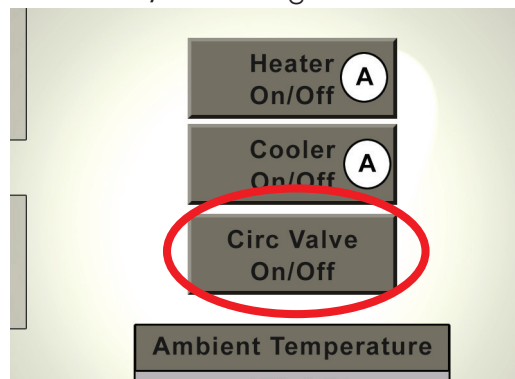 Heater
On/Off
A
Cooler
On/Off
A
Circ Valve
On/Off
Ambient Temperature